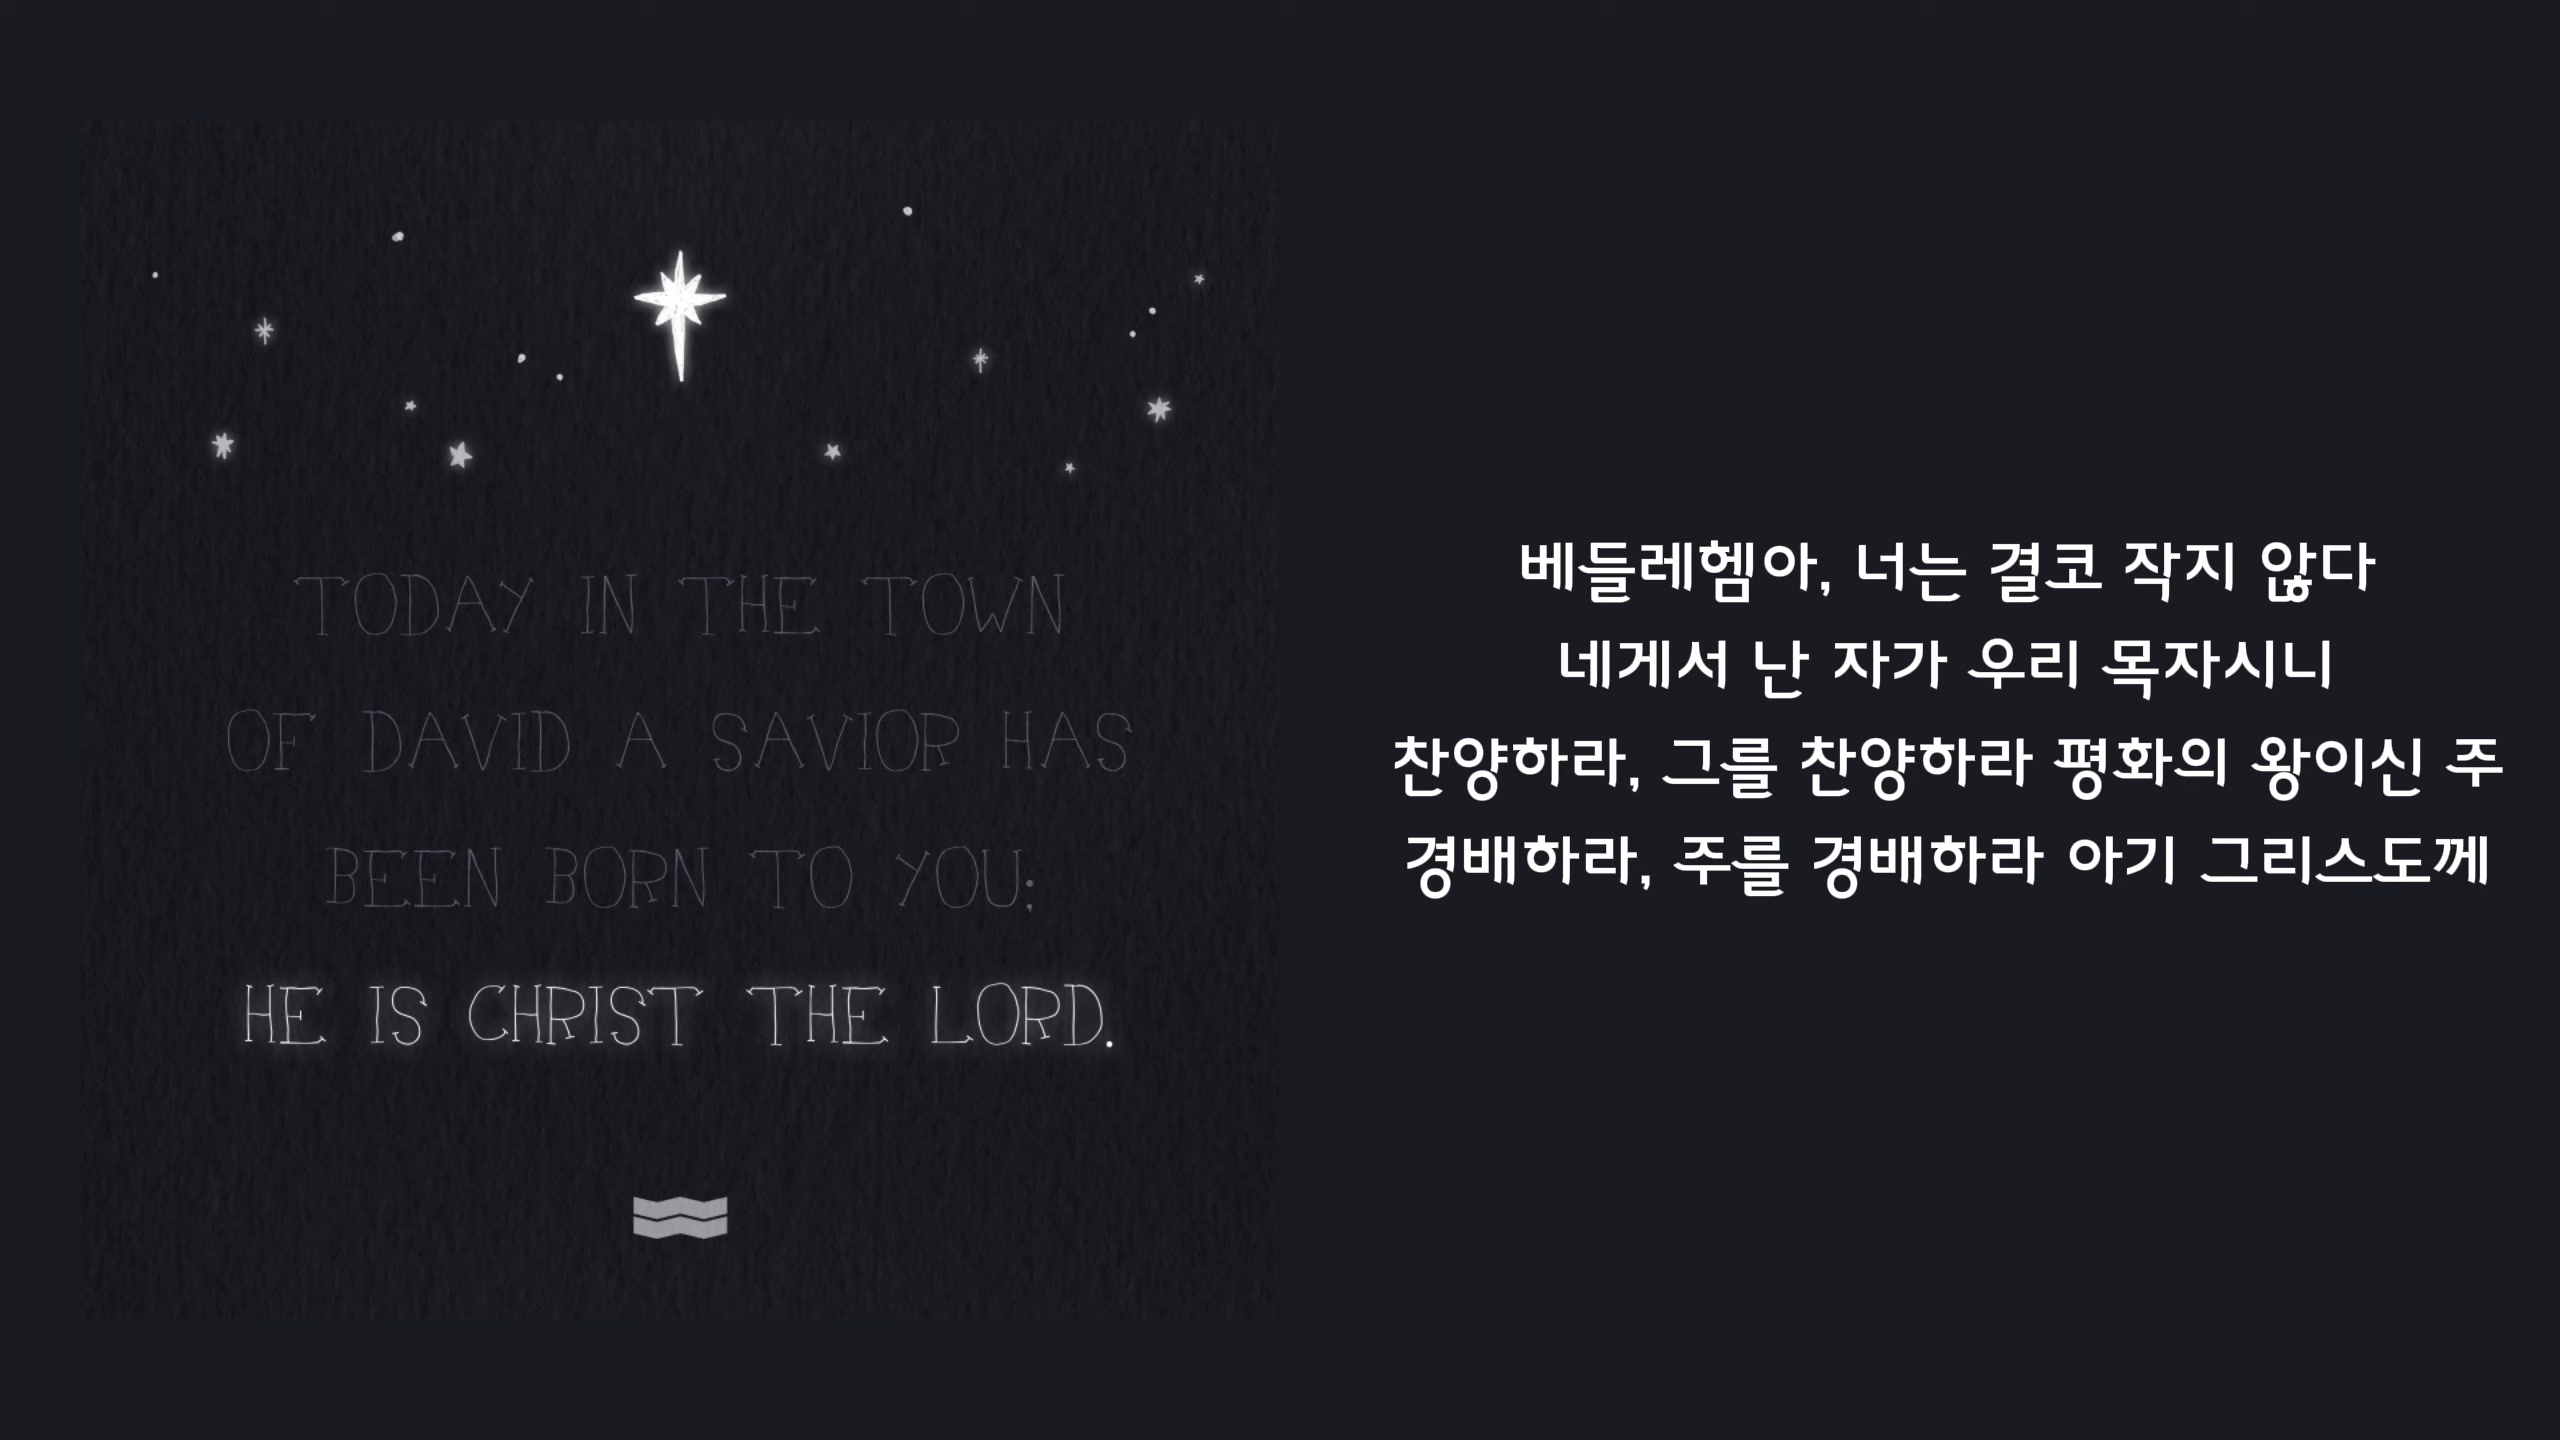 TODAY IN THE TOWN
OF DAVID A SAVIOR HAS
BEEN BORN TO YOU;
HE IS CHRIST THE LORD.
베들레헴아, 너는 결코 작지 않다
네게서 난 자가 우리 목자시니
찬양하라, 그를 찬양하라 평화의 왕이신 주
경배하라, 주를 경배하라 아기 그리스도께